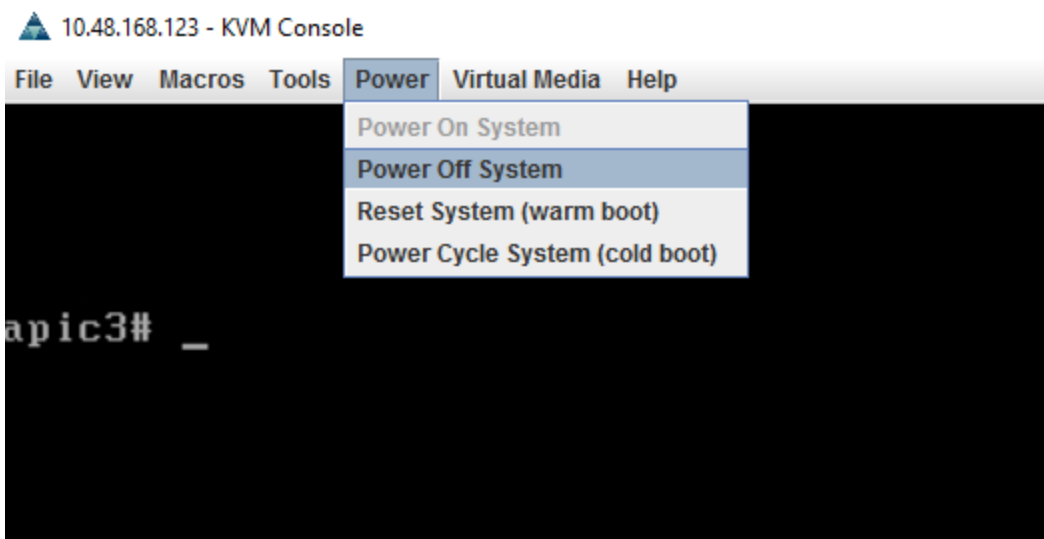 10.48.168.123 - KVM Console
File View Macros Tools Power Virtual Media Help
Power On System
Power Off System
Reset System (warm boot)
Power Cycle System (cold boot)
apic3# _